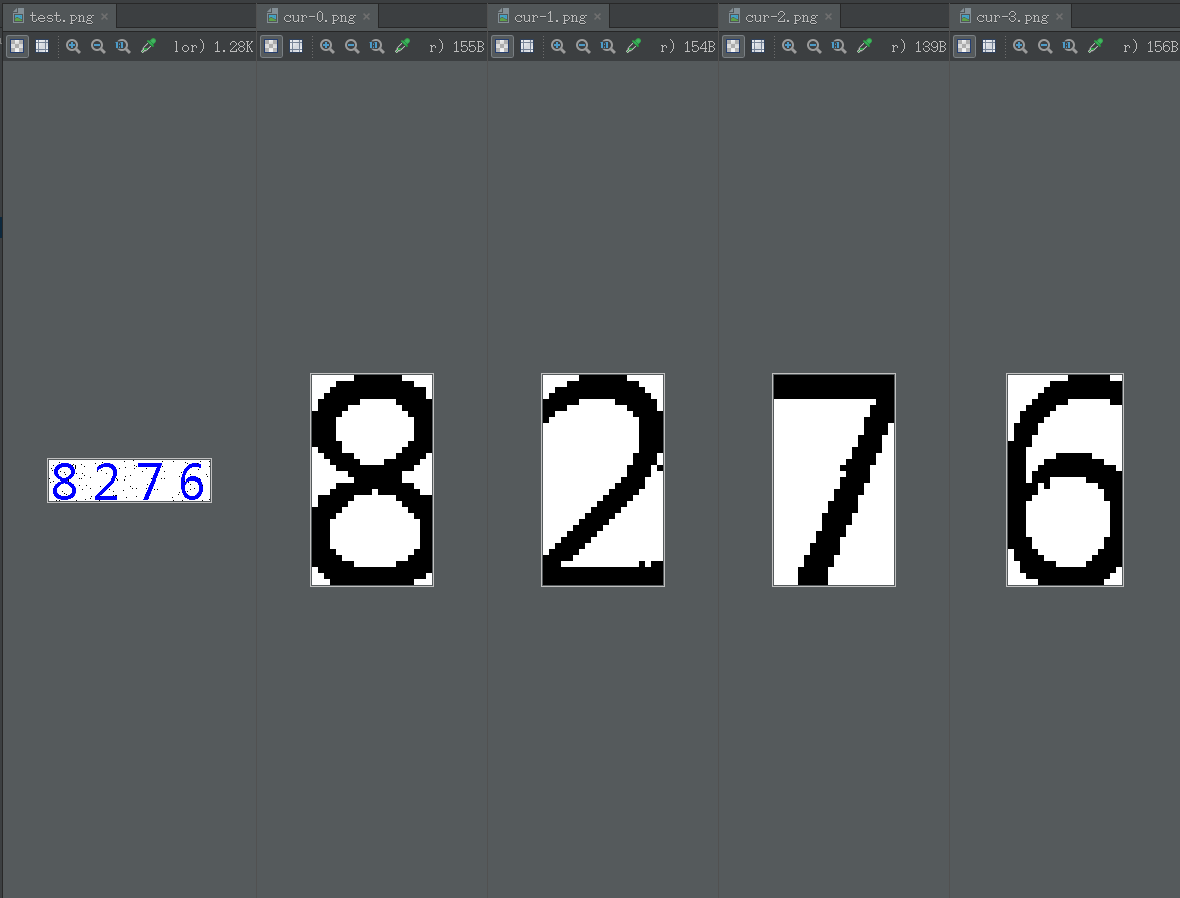 test.png cur-0.png cur-1.png cur-2.png cur-3.png
lor) 1.28K r) 155B r) 154B r) 139B r) 156B
8 2 7 6 8 2 7 6